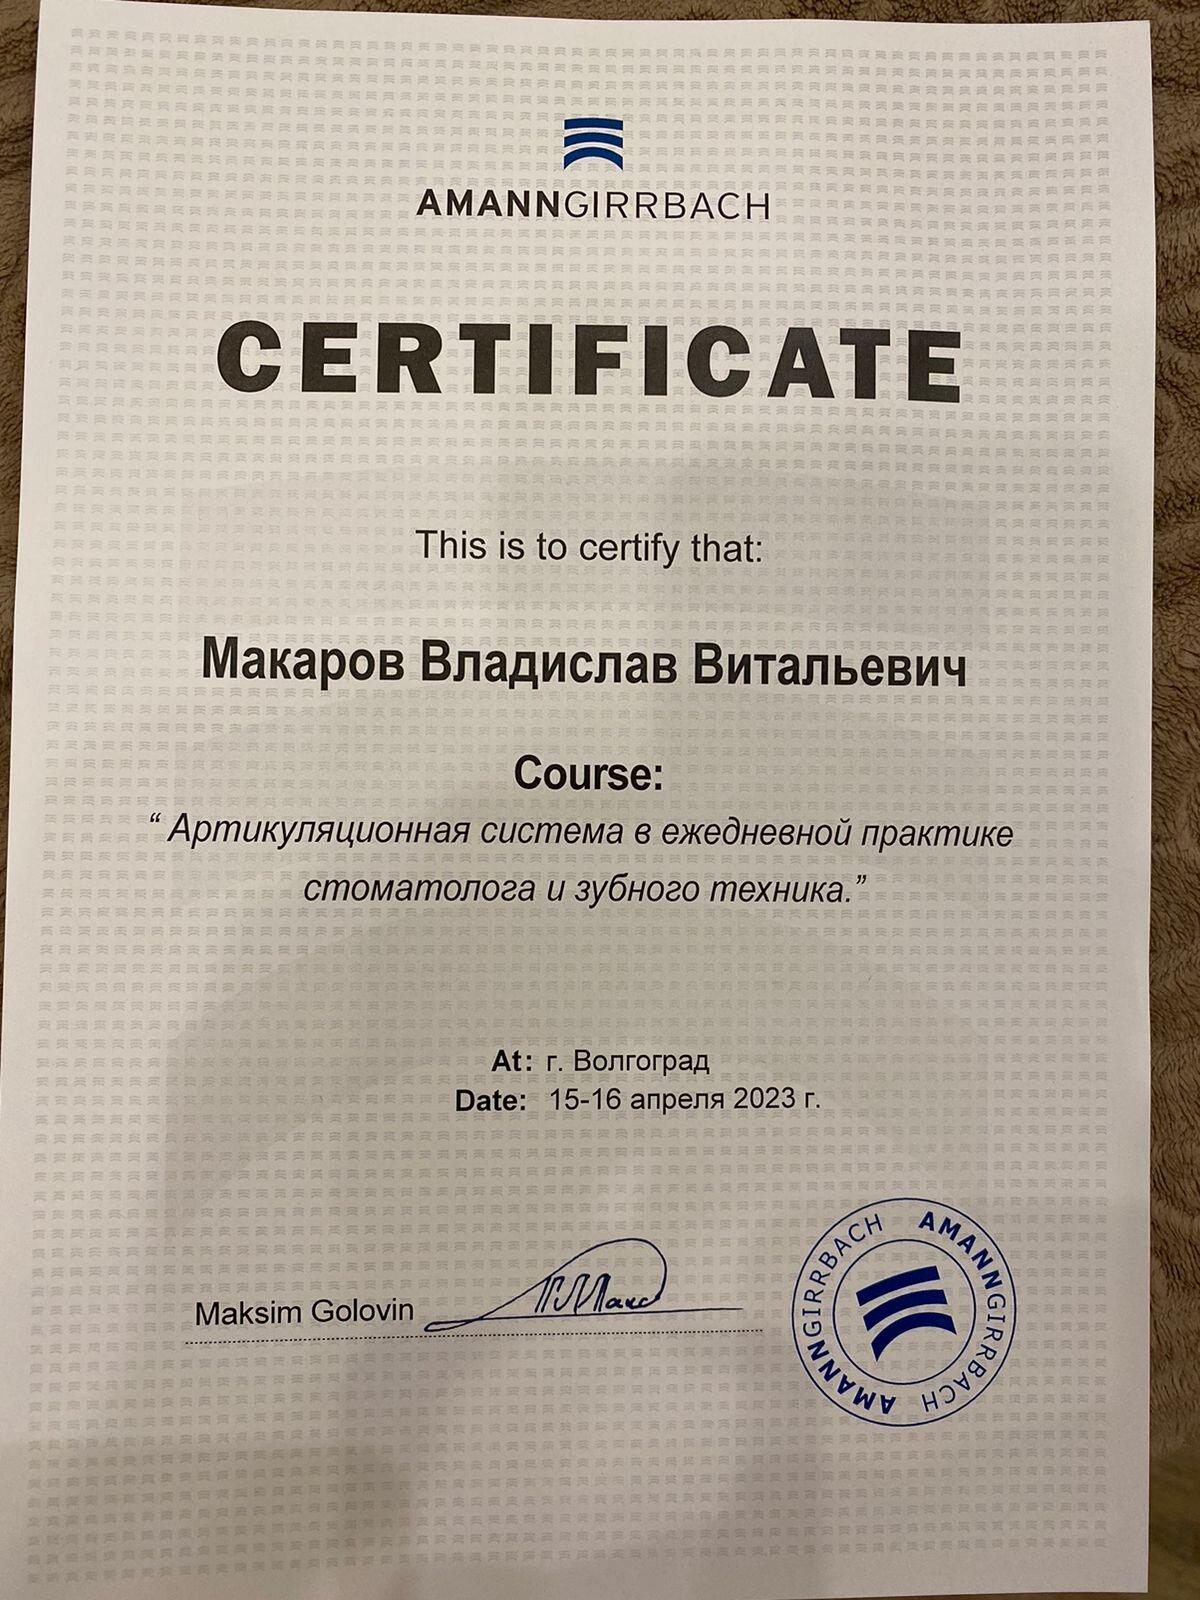 AMANNGIRRBACH
CERTIFICATE
This is to certify that:
Макаров Владислав Витальевич
Course:
“ Артикуляционная система в ежедневной практике
стоматолога и зубного техника.”
At: г. Волгоград
Date: 15-16 апреля 2023 г.
Maksim Golovin
AMANNGIRRBACH AMANNGIRRBACH